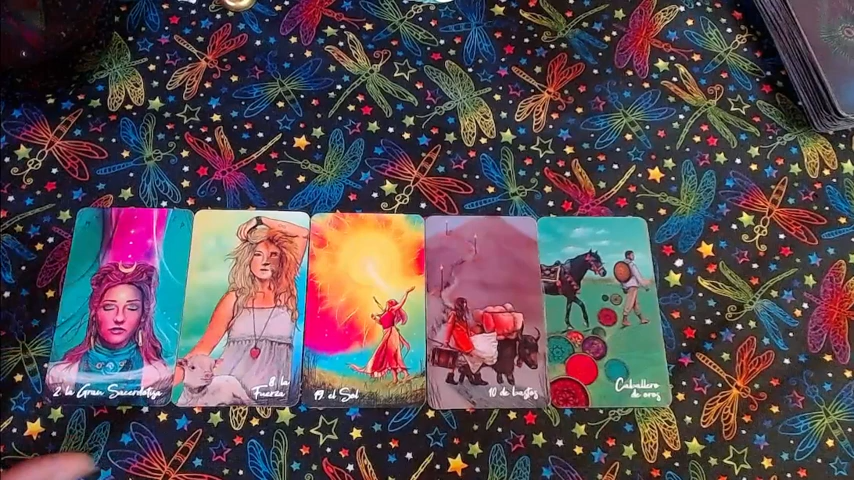 2 la Gran Sacerdotisa
8. la
Fuerza
19. el Sol
10 de bastos
Caballero
de oros